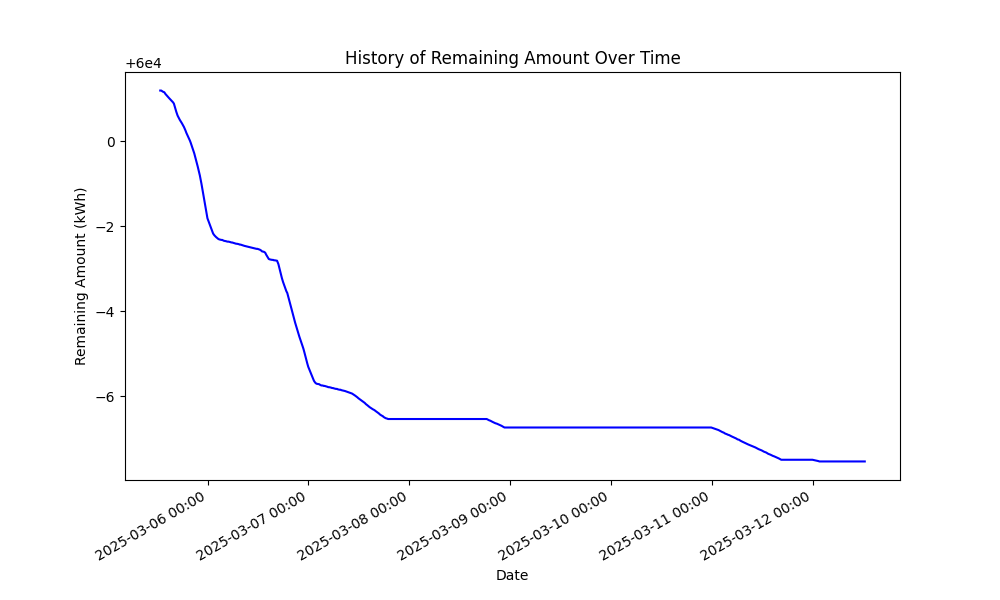 History of Remaining Amount Over Time
+6e4
0
−2
−4
−6
Remaining Amount (kWh)
2025-03-06 00:00
2025-03-07 00:00
2025-03-08 00:00
2025-03-09 00:00
2025-03-10 00:00
2025-03-11 00:00
2025-03-12 00:00
Date